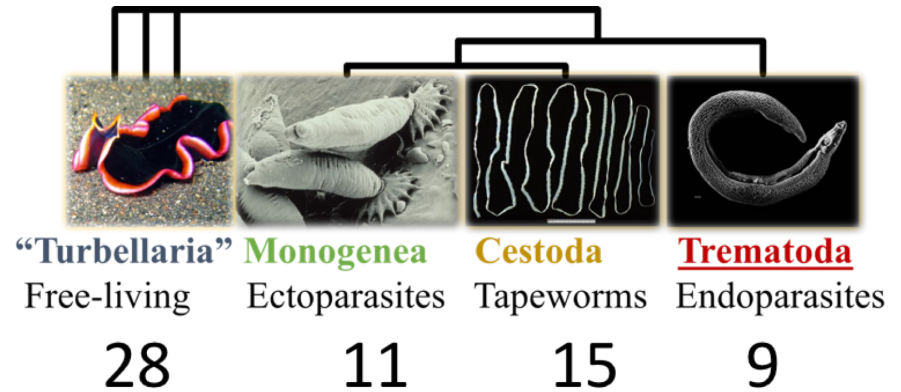 “Turbellaria” Monogenea Cestoda Trematoda
Free-living Ectoparasites Tapeworms Endoparasites
28 11 15 9